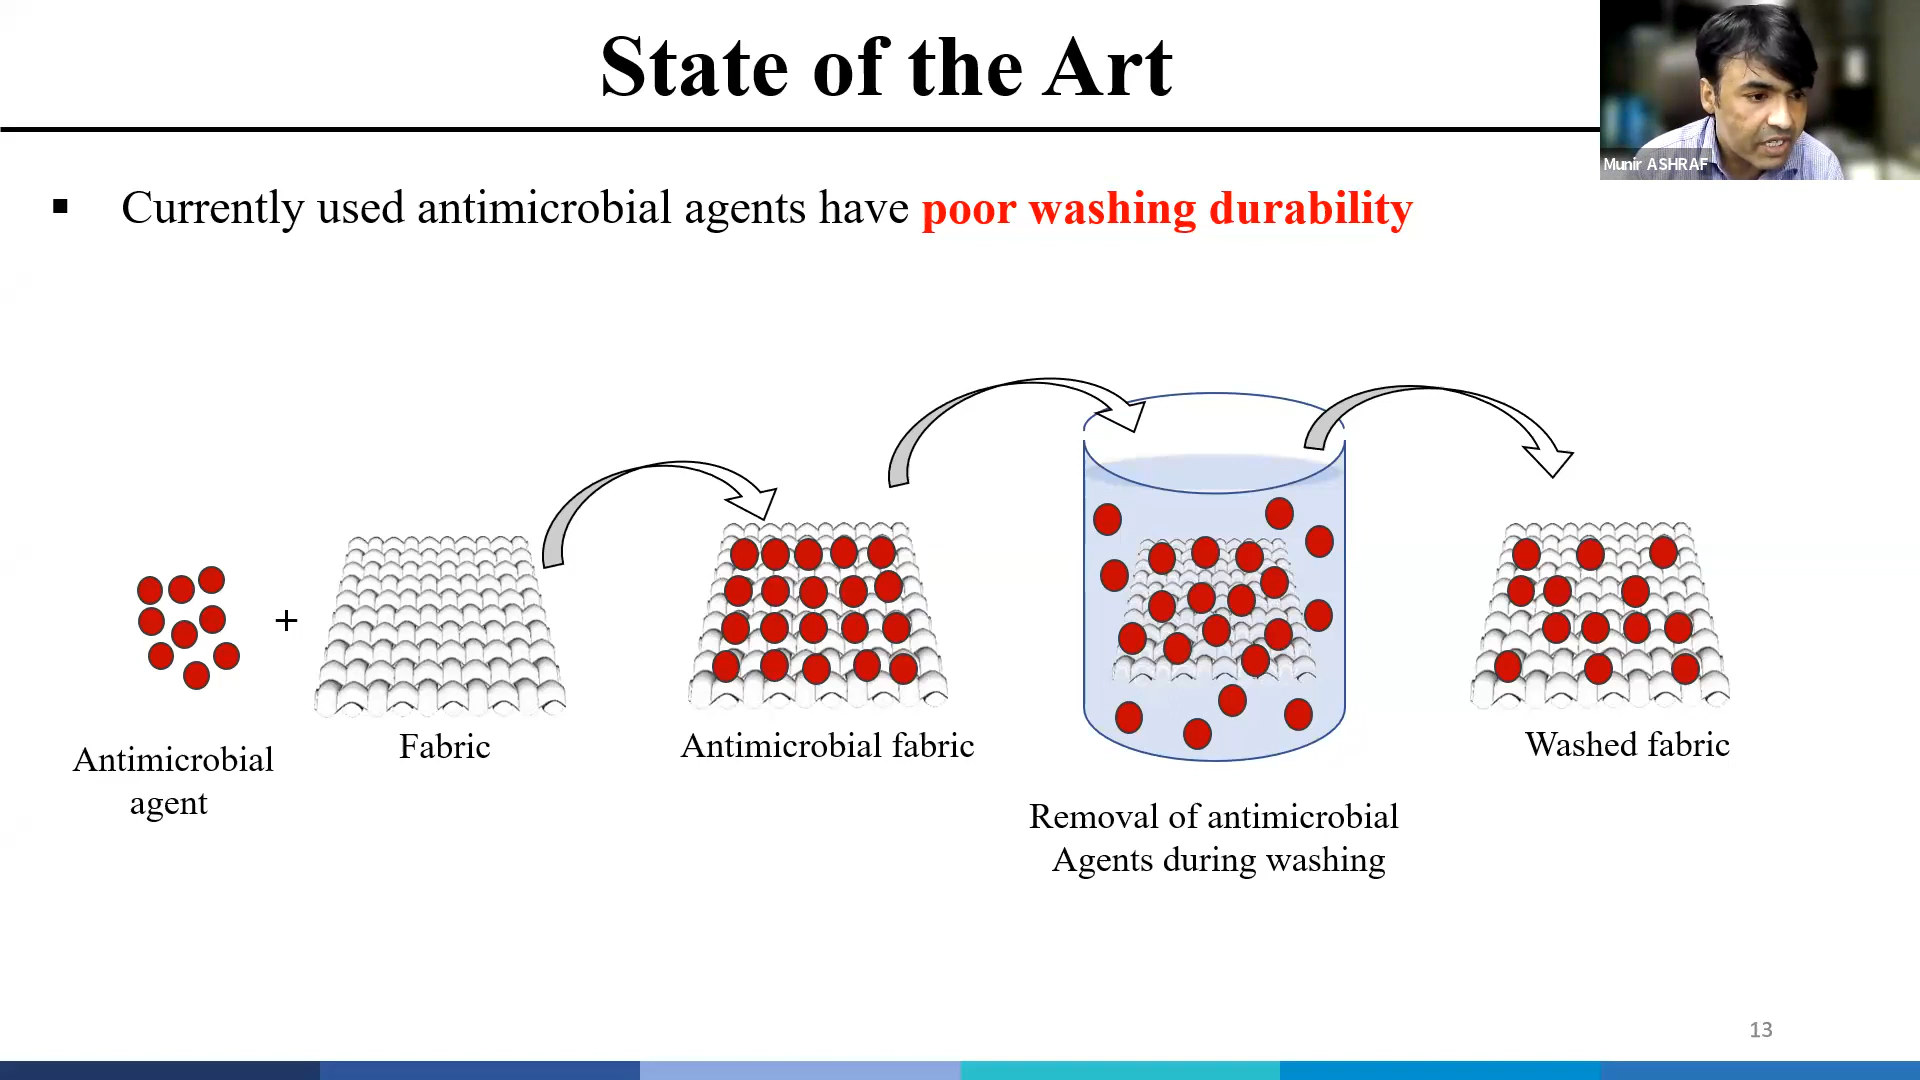 State of the Art
Munir ASHRAF
▪ Currently used antimicrobial agents have poor washing durability
+
Antimicrobial
agent
Fabric
Antimicrobial fabric
Removal of antimicrobial
Agents during washing
Washed fabric
13